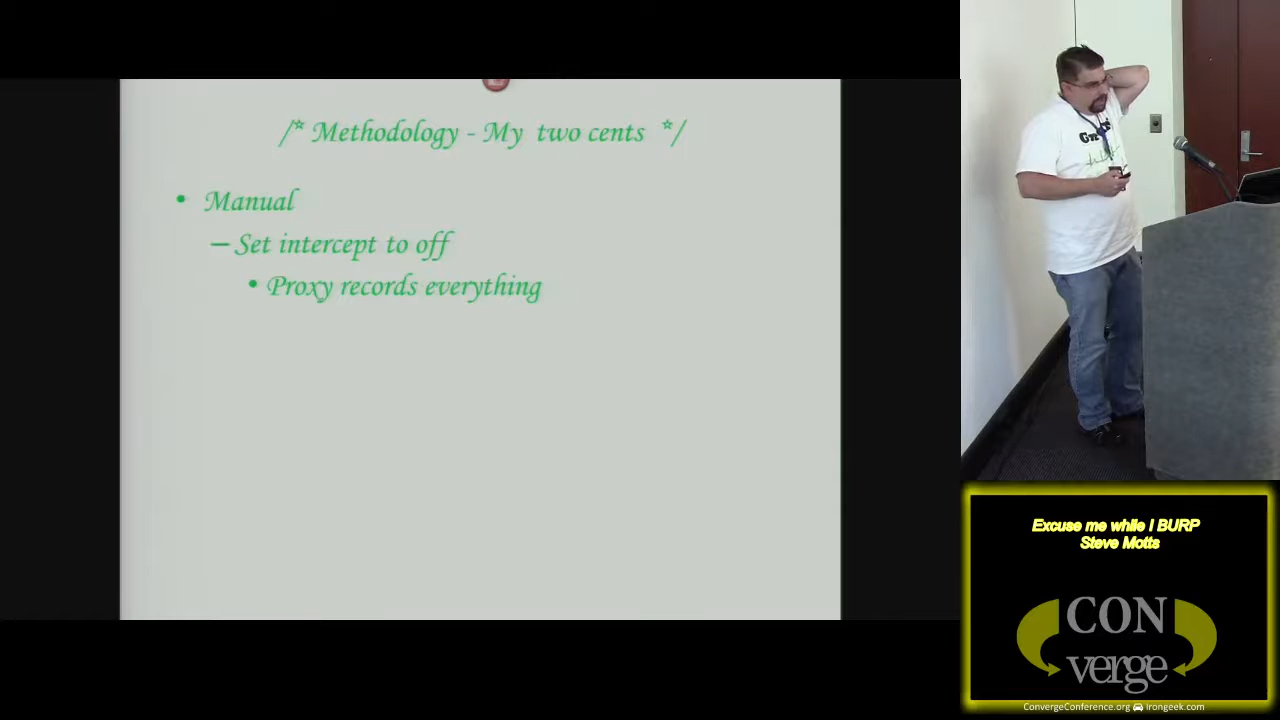 /* Methodology - My two cents */
• Manual
– Set intercept to off
• Proxy records everything
Excuse me while I BURP
Steve Motts
CON
verge
ConvergeConference.org Irongeek.com